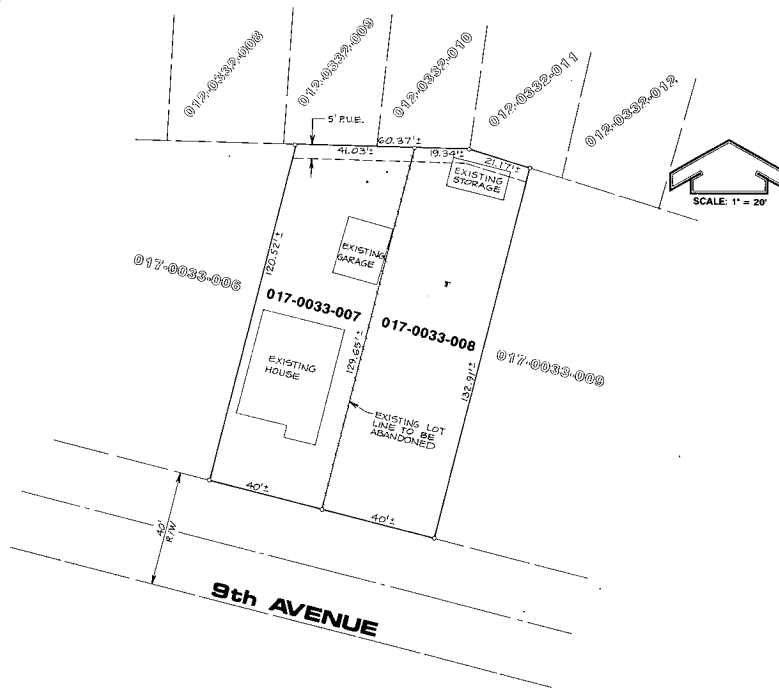 012-0332-008
012-0332-009
012-0332-010
012-0332-011
012-0332-012
5' P.U.E.
60.37'±
41.03'±
19.34'±
21.17'±
EXISTING
STORAGE
SCALE: 1" = 20'
EXISTING
GARAGE
120.52'±
017-0033-006
017-0033-007
017-0033-008
017-0033-009
129.65'±
132.91'±
EXISTING
HOUSE
EXISTING LOT
LINE TO BE
ABANDONED
40'±
40'±
40'
R/W
9th AVENUE